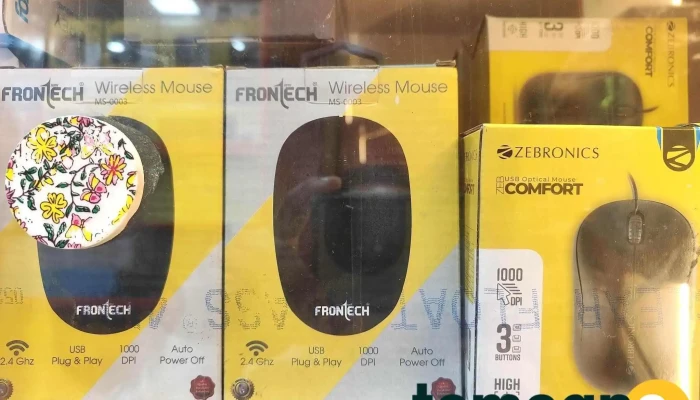 FRONTECH Wireless Mouse
MS-0003
FRONTECH
2.4 Ghz
USB
Plug & Play
1000
DPI
Auto
Power Off
FRONTECH Wireless Mouse
MS-0003
FRONTECH
2.4 Ghz
USB
Plug & Play
1000
DPI
Auto
Power Off
ZEBRONICS
COMFORT
ZEBRONICS
ZEB USB Optical Mouse
COMFORT
1000
DPI
3
BUTTONS
HIGH